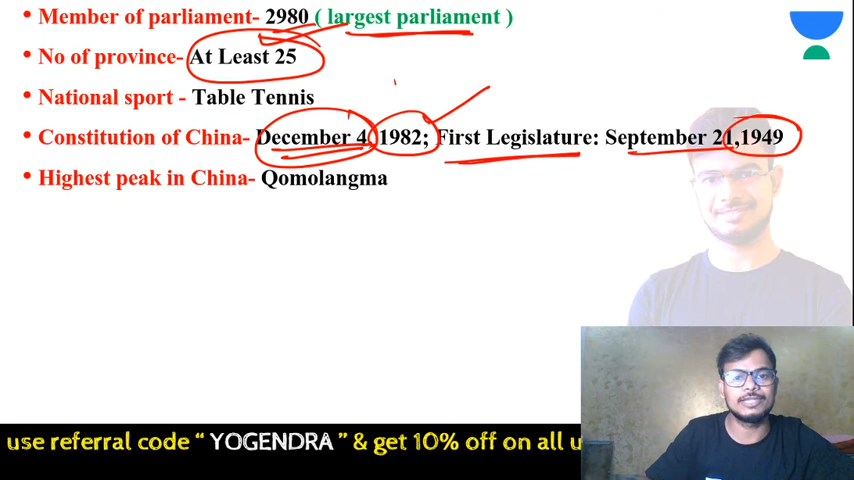 • Member of parliament- 2980 ( largest parliament )
• No of province- At Least 25
• National sport - Table Tennis
• Constitution of China- December 4, 1982; First Legislature: September 21,1949
• Highest peak in China- Qomolangma
use referral code “ YOGENDRA ” & get 10% off on all u